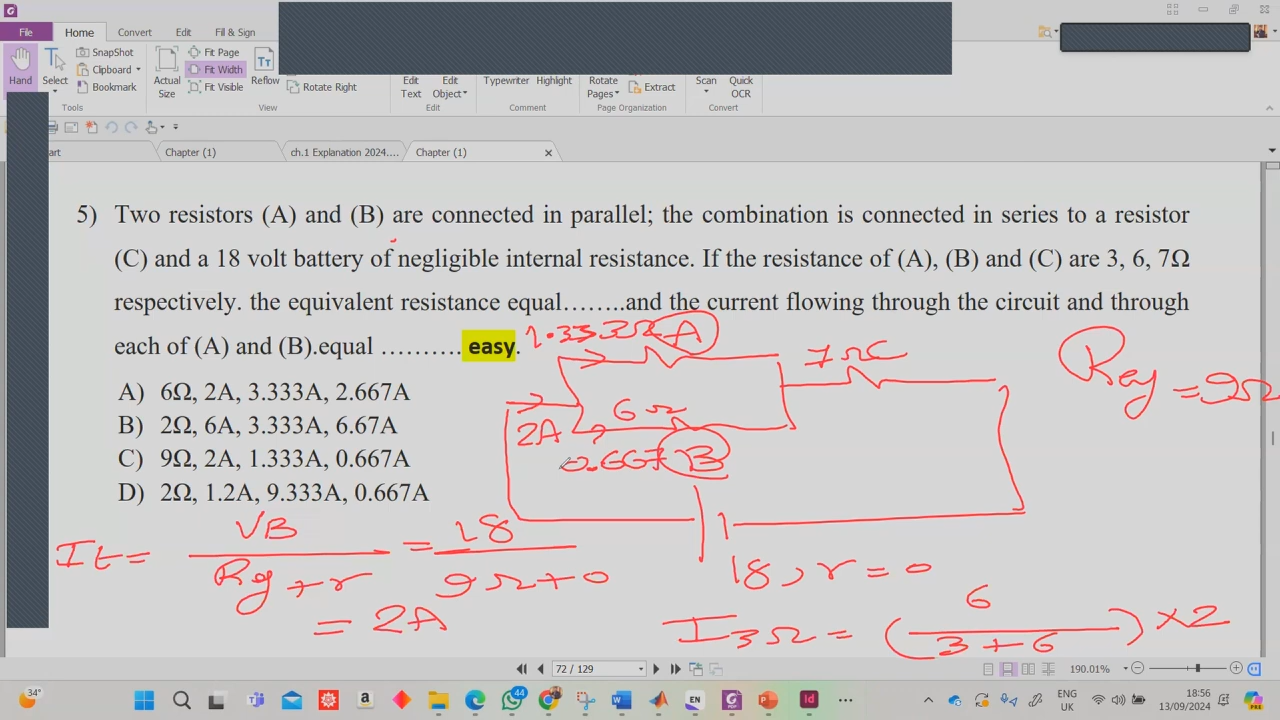 File Home Convert Edit Fill & Sign
Hand
Select
SnapShot
Clipboard
Bookmark
Tools
Actual Size
Fit Page
Fit Width
Fit Visible
Reflow
Rotate Right
View
Edit Text
Edit Object
Edit
Typewriter
Highlight
Comment
Rotate Pages
Extract
Page Organization
Scan
Quick OCR
Convert
art
Chapter (1)
ch.1 Explanation 2024....
Chapter (1)
5) Two resistors (A) and (B) are connected in parallel; the combination is connected in series to a resistor
(C) and a 18 volt battery of negligible internal resistance. If the resistance of (A), (B) and (C) are 3, 6, 7Ω
respectively. the equivalent resistance equal……..and the current flowing through the circuit and through
each of (A) and (B).equal ………. easy.
1.33 3Ω A
7Ω C
Req = 9Ω
A) 6Ω, 2A, 3.333A, 2.667A
B) 2Ω, 6A, 3.333A, 6.67A
C) 9Ω, 2A, 1.333A, 0.667A
D) 2Ω, 1.2A, 9.333A, 0.667A
6Ω
2A
0.667 B
It = VB / Req + r = 18 / 9Ω + 0
= 2A
18, r = 0
I3Ω = (6 / 3 + 6) × 2
72 / 129
190.01%
34°
44
EN
ENG
UK
18:56
13/09/2024